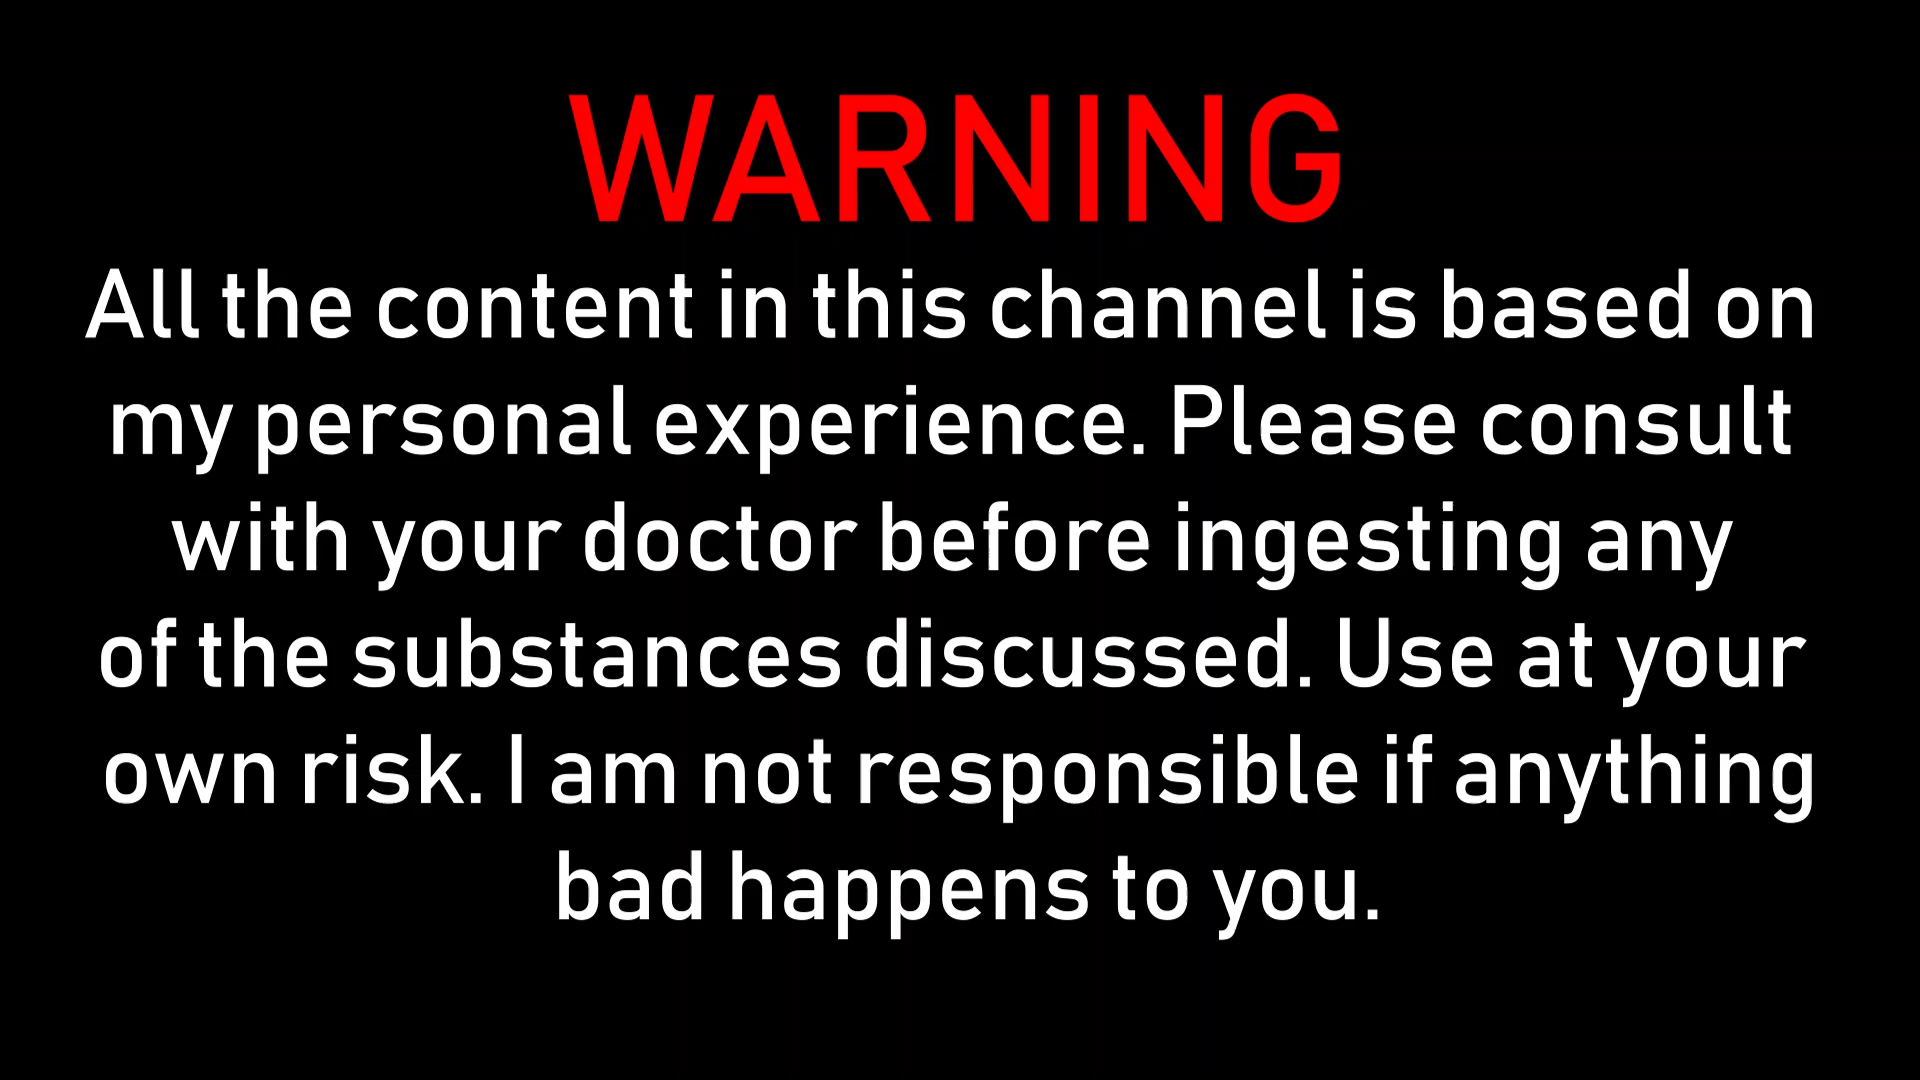 WARNING
All the content in this channel is based on
my personal experience. Please consult
with your doctor before ingesting any
of the substances discussed. Use at your
own risk. I am not responsible if anything
bad happens to you.